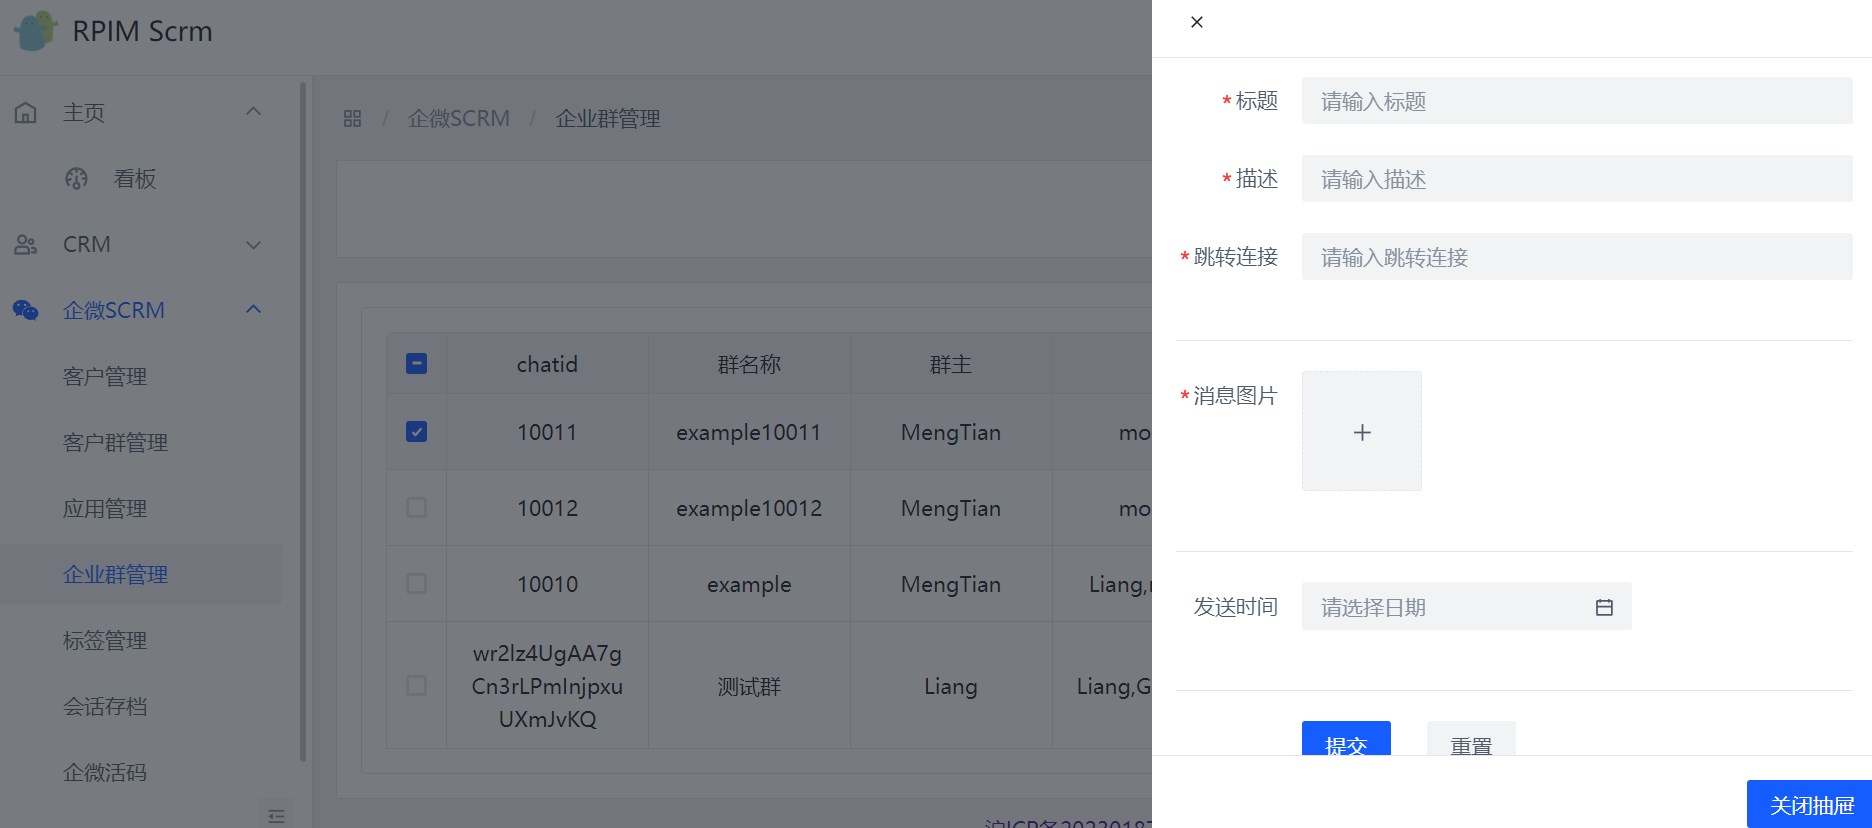 RPIM Scrm
主页
看板
CRM
企微SCRM
客户管理
客户群管理
应用管理
企业群管理
标签管理
会话存档
企微活码
/ 企微SCRM / 企业群管理
chatid 群名称 群主
10011 example10011 MengTian mo
10012 example10012 MengTian mo
10010 example MengTian Liang,
wr2lz4UgAA7g
Cn3rLPmInjpxu
UXmJvKQ
测试群 Liang Liang,G
*标题 请输入标题
*描述 请输入描述
*跳转连接 请输入跳转连接
*消息图片
发送时间 请选择日期
提交 重置
关闭抽屉